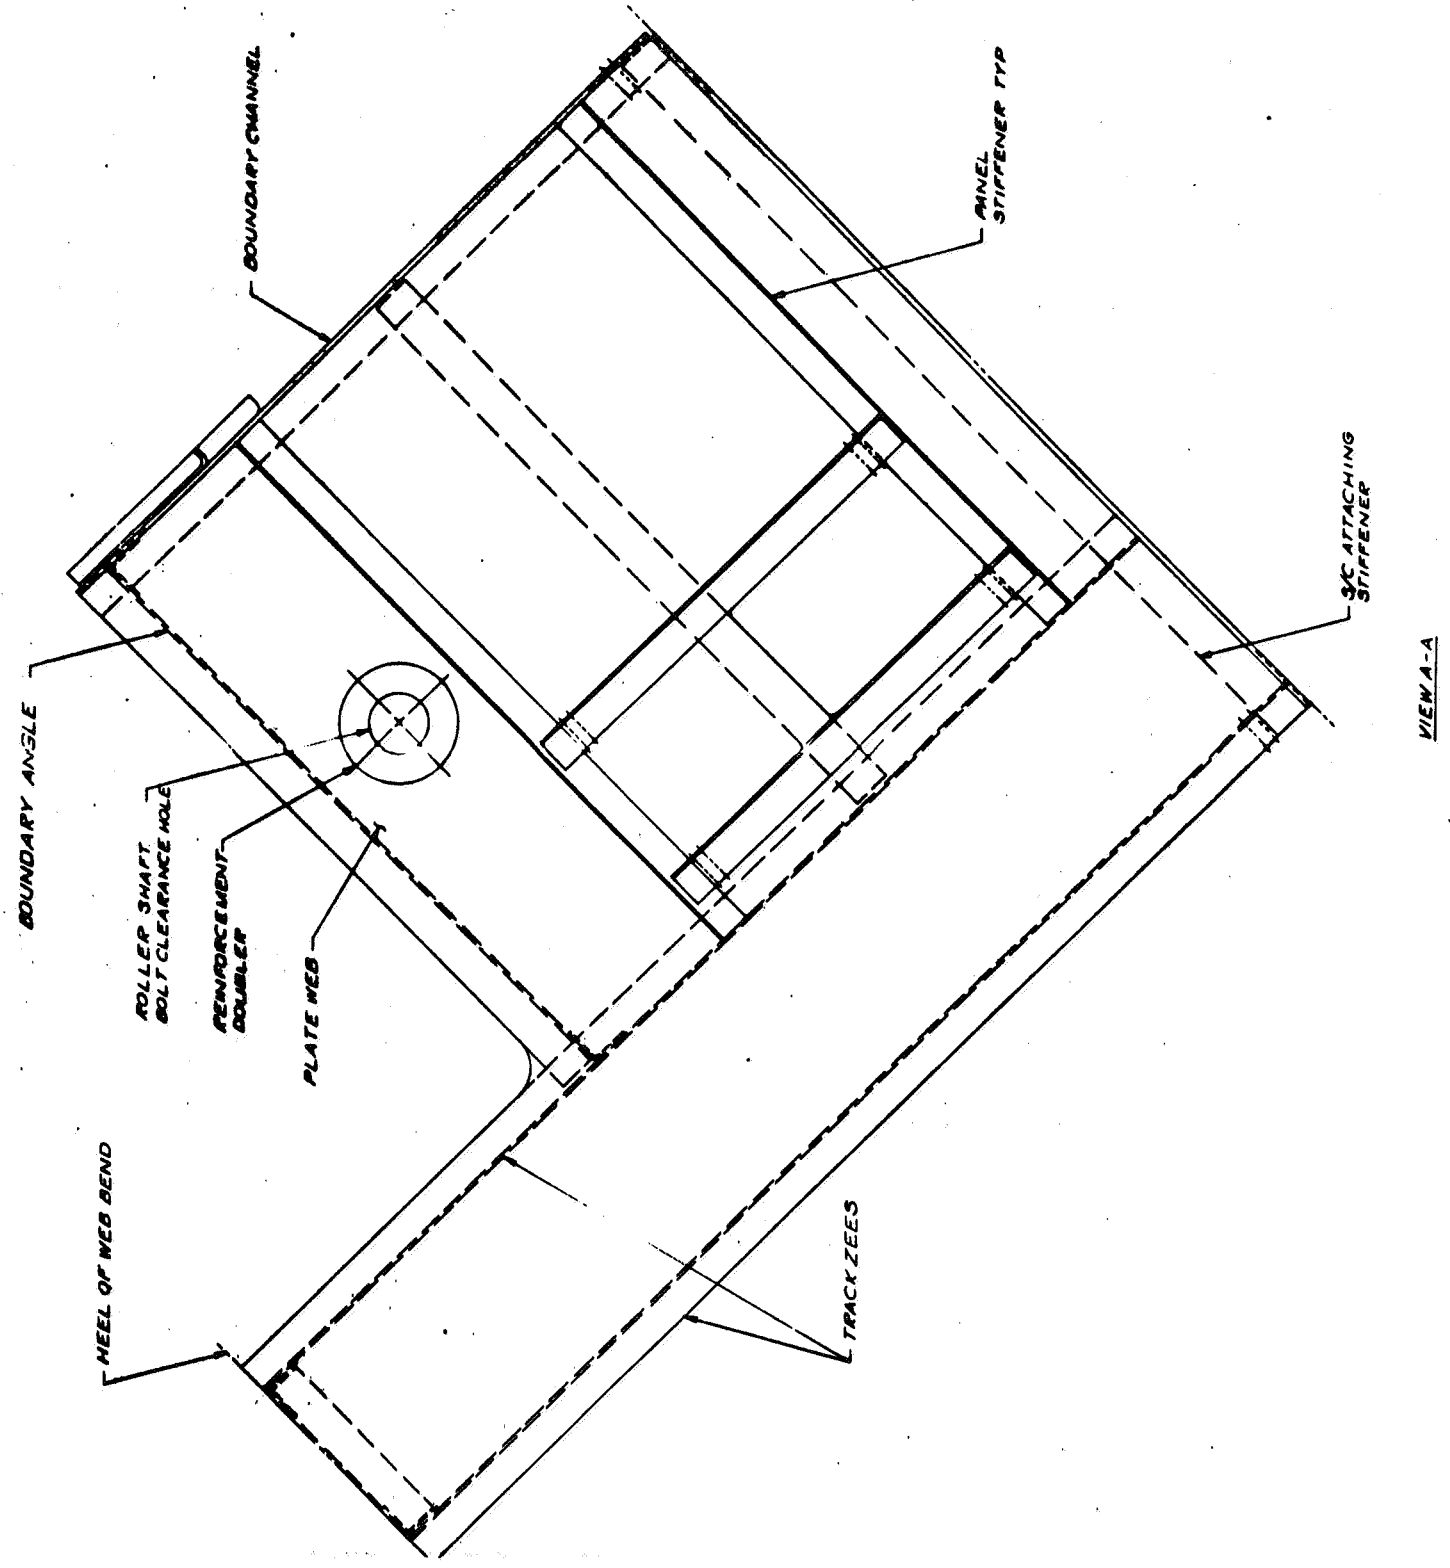 BOUNDARY ANGLE
ROLLER SHAFT
BOLT CLEARANCE HOLE
REINFORCEMENT
DOUBLER
PLATE WEB
HEEL OF WEB BEND
BOUNDARY CHANNEL
PANEL
STIFFENER TYP
S/C ATTACHING
STIFFENER
TRACK ZEES
VIEW A-A